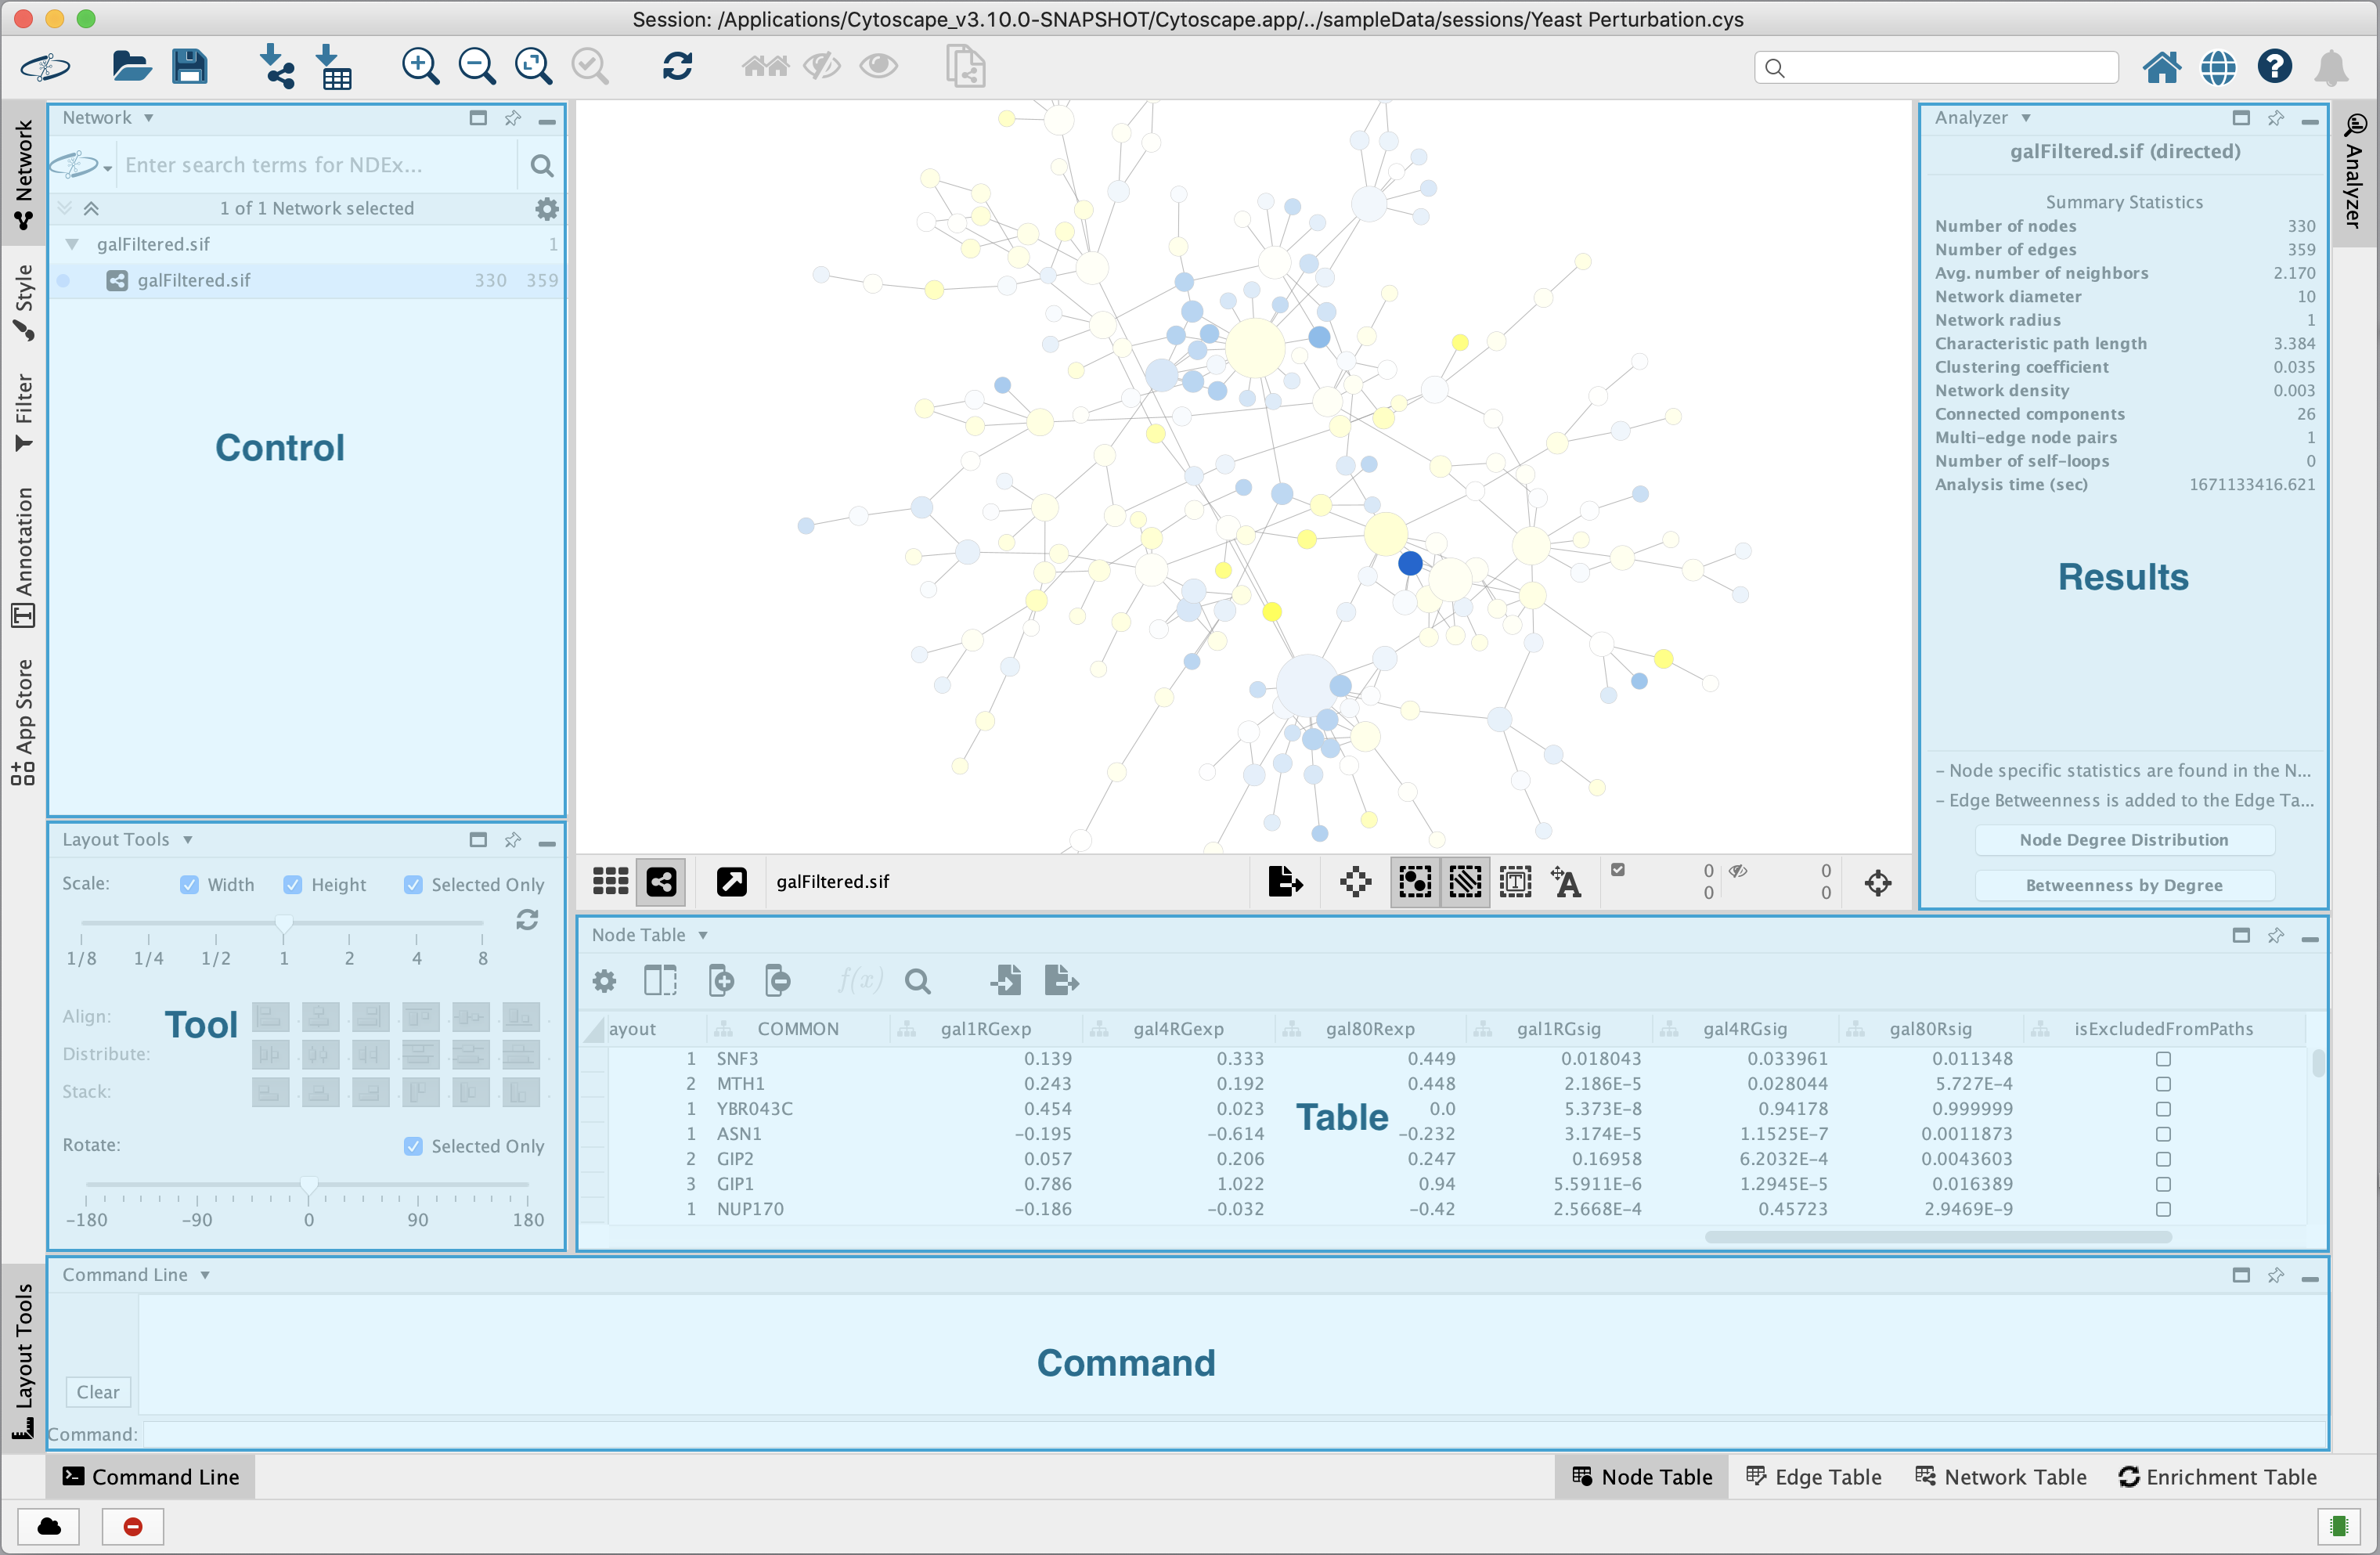 Session: /Applications/Cytoscape_v3.10.0-SNAPSHOT/Cytoscape.app/../sampleData/sessions/Yeast Perturbation.cys
Network
Style
Filter
Annotation
App Store
Layout Tools
Network
Enter search terms for NDEx...
1 of 1 Network selected
galFiltered.sif 1
galFiltered.sif 330 359
Control
Layout Tools
Scale: Width Height Selected Only
1/8 1/4 1/2 1 2 4 8
Align:
Tool
Distribute:
Stack:
Rotate: Selected Only
-180 -90 0 90 180
galFiltered.sif
0 0
0 0
Analyzer
Analyzer
galFiltered.sif (directed)
Summary Statistics
Number of nodes 330
Number of edges 359
Avg. number of neighbors 2.170
Network diameter 10
Network radius 1
Characteristic path length 3.384
Clustering coefficient 0.035
Network density 0.003
Connected components 26
Multi-edge node pairs 1
Number of self-loops 0
Analysis time (sec) 1671133416.621
Results
- Node specific statistics are found in the N...
- Edge Betweenness is added to the Edge Ta...
Node Degree Distribution
Betweenness by Degree
Node Table
f(x)
ayout COMMON gal1RGexp gal4RGexp gal80Rexp gal1RGsig gal4RGsig gal80Rsig isExcludedFromPaths
1 SNF3 0.139 0.333 0.449 0.018043 0.033961 0.011348
2 MTH1 0.243 0.192 0.448 2.186E-5 0.028044 5.727E-4
1 YBR043C 0.454 0.023 0.0 5.373E-8 0.94178 0.999999
Table
1 ASN1 -0.195 -0.614 -0.232 3.174E-5 1.1525E-7 0.0011873
2 GIP2 0.057 0.206 0.247 0.16958 6.2032E-4 0.0043603
3 GIP1 0.786 1.022 0.94 5.5911E-6 1.2945E-5 0.016389
1 NUP170 -0.186 -0.032 -0.42 2.5668E-4 0.45723 2.9469E-9
Command Line
Command
Clear
Command:
Command Line
Node Table Edge Table Network Table Enrichment Table